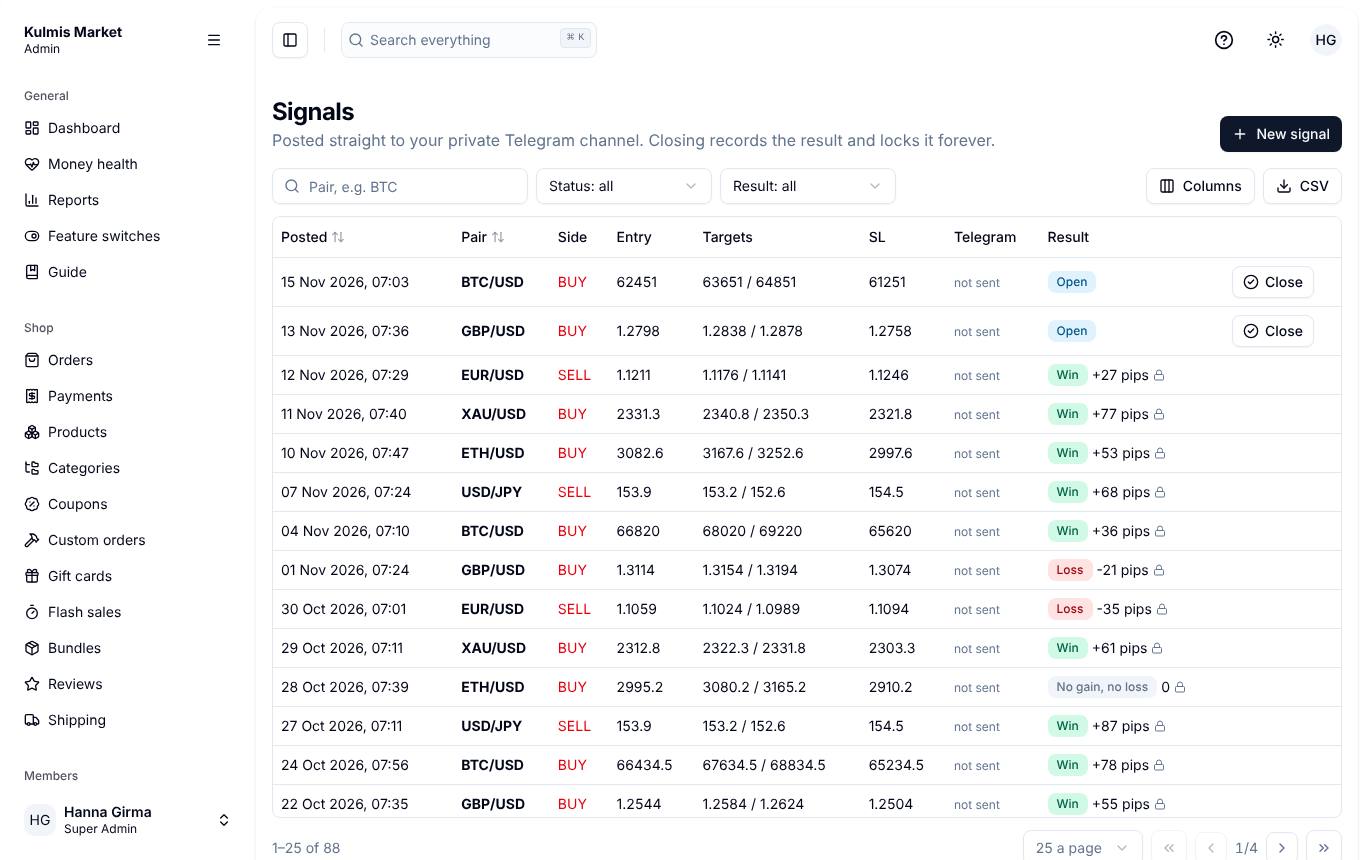 Kulmis Market
Admin
General
Dashboard
Money health
Reports
Feature switches
Guide
Shop
Orders
Payments
Products
Categories
Coupons
Custom orders
Gift cards
Flash sales
Bundles
Reviews
Shipping
Members
HG Hanna Girma
Super Admin
Search everything ⌘ K
HG
Signals
Posted straight to your private Telegram channel. Closing records the result and locks it forever.
New signal
Pair, e.g. BTC Status: all Result: all Columns CSV
Posted Pair Side Entry Targets SL Telegram Result
15 Nov 2026, 07:03 BTC/USD BUY 62451 63651 / 64851 61251 not sent Open Close
13 Nov 2026, 07:36 GBP/USD BUY 1.2798 1.2838 / 1.2878 1.2758 not sent Open Close
12 Nov 2026, 07:29 EUR/USD SELL 1.1211 1.1176 / 1.1141 1.1246 not sent Win +27 pips
11 Nov 2026, 07:40 XAU/USD BUY 2331.3 2340.8 / 2350.3 2321.8 not sent Win +77 pips
10 Nov 2026, 07:47 ETH/USD BUY 3082.6 3167.6 / 3252.6 2997.6 not sent Win +53 pips
07 Nov 2026, 07:24 USD/JPY SELL 153.9 153.2 / 152.6 154.5 not sent Win +68 pips
04 Nov 2026, 07:10 BTC/USD BUY 66820 68020 / 69220 65620 not sent Win +36 pips
01 Nov 2026, 07:24 GBP/USD BUY 1.3114 1.3154 / 1.3194 1.3074 not sent Loss -21 pips
30 Oct 2026, 07:01 EUR/USD SELL 1.1059 1.1024 / 1.0989 1.1094 not sent Loss -35 pips
29 Oct 2026, 07:11 XAU/USD BUY 2312.8 2322.3 / 2331.8 2303.3 not sent Win +61 pips
28 Oct 2026, 07:39 ETH/USD BUY 2995.2 3080.2 / 3165.2 2910.2 not sent No gain, no loss 0
27 Oct 2026, 07:11 USD/JPY SELL 153.9 153.2 / 152.6 154.5 not sent Win +87 pips
24 Oct 2026, 07:56 BTC/USD BUY 66434.5 67634.5 / 68834.5 65234.5 not sent Win +78 pips
22 Oct 2026, 07:35 GBP/USD BUY 1.2544 1.2584 / 1.2624 1.2504 not sent Win +55 pips
1–25 of 88 25 a page 1/4